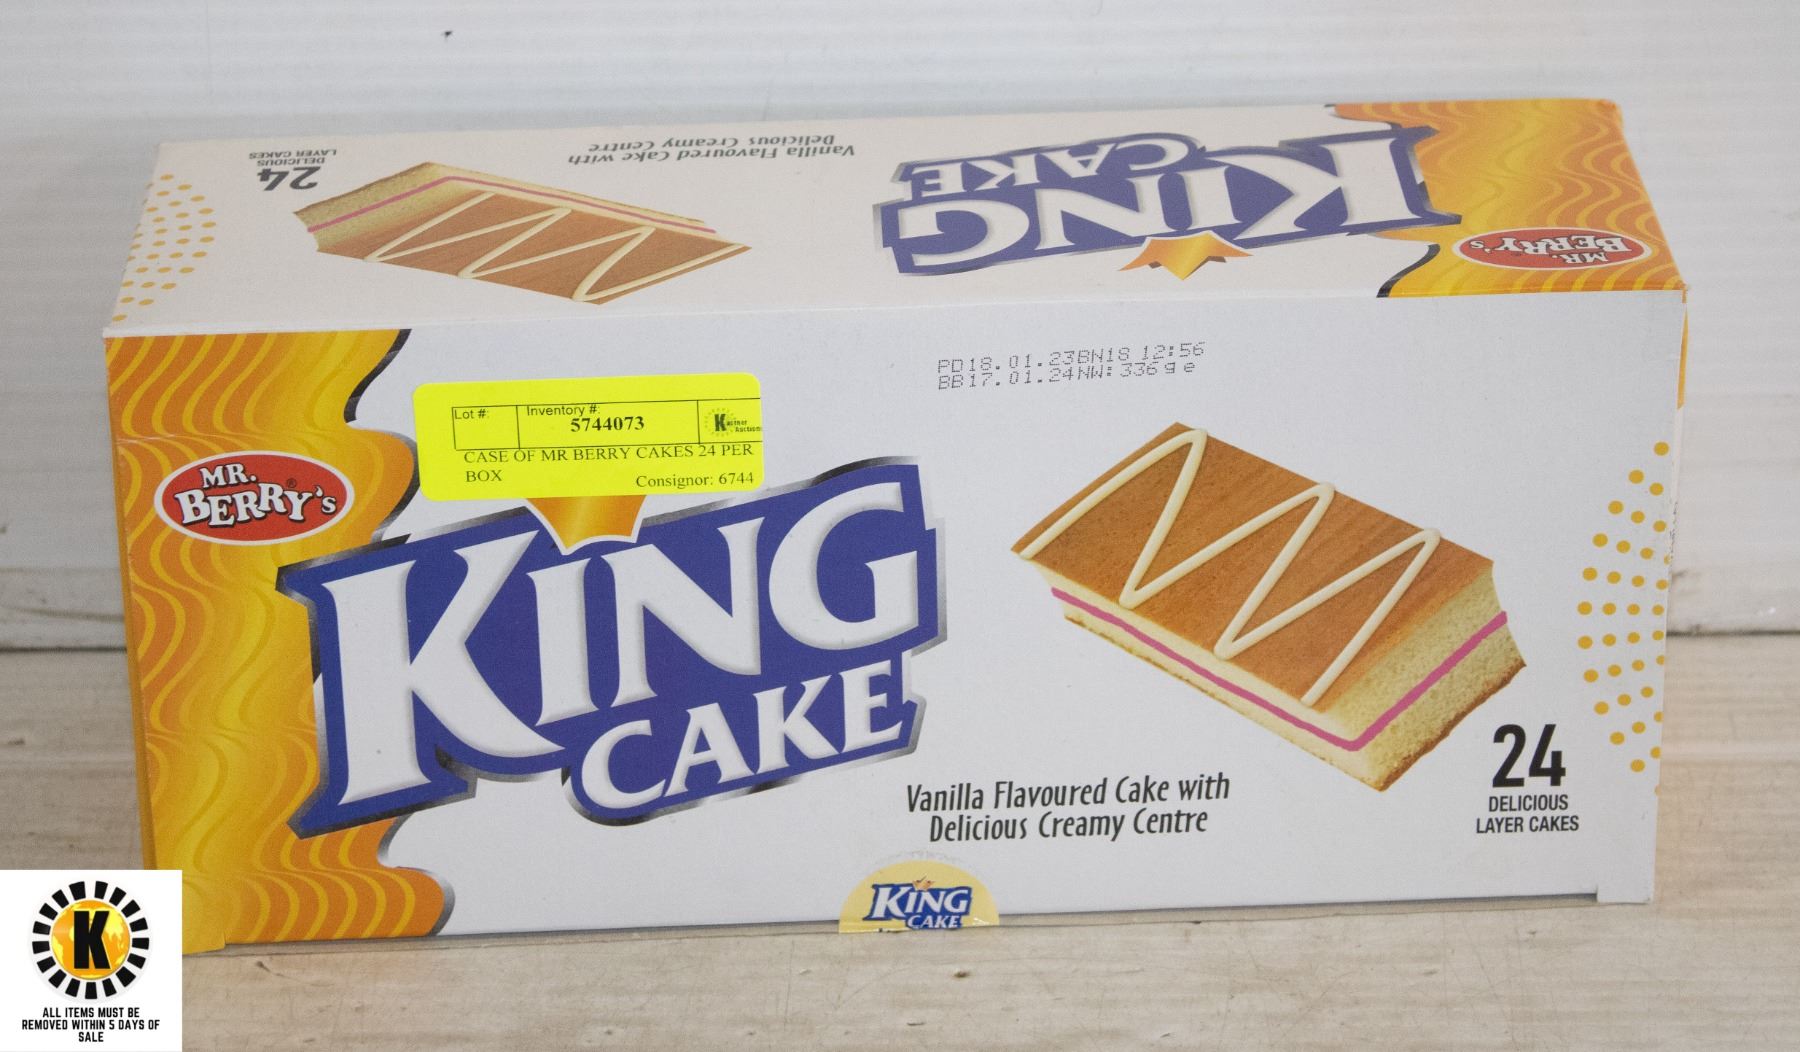 Vanilla Flavoured Cake with
Delicious Creamy Centre
24
DELICIOUS
LAYER CAKES
KING
CAKE
MR.
BERRY'S
PD18.01.23BN18 12:56
BB17.01.24NW:336g e
Lot #:
Inventory #:
5744073
Kastner
Auctions
CASE OF MR BERRY CAKES 24 PER
BOX
Consignor: 6744
MR.
BERRY'S®
KING
CAKE
Vanilla Flavoured Cake with
Delicious Creamy Centre
24
DELICIOUS
LAYER CAKES
KING
CAKE
K
ALL ITEMS MUST BE
REMOVED WITHIN 5 DAYS OF
SALE